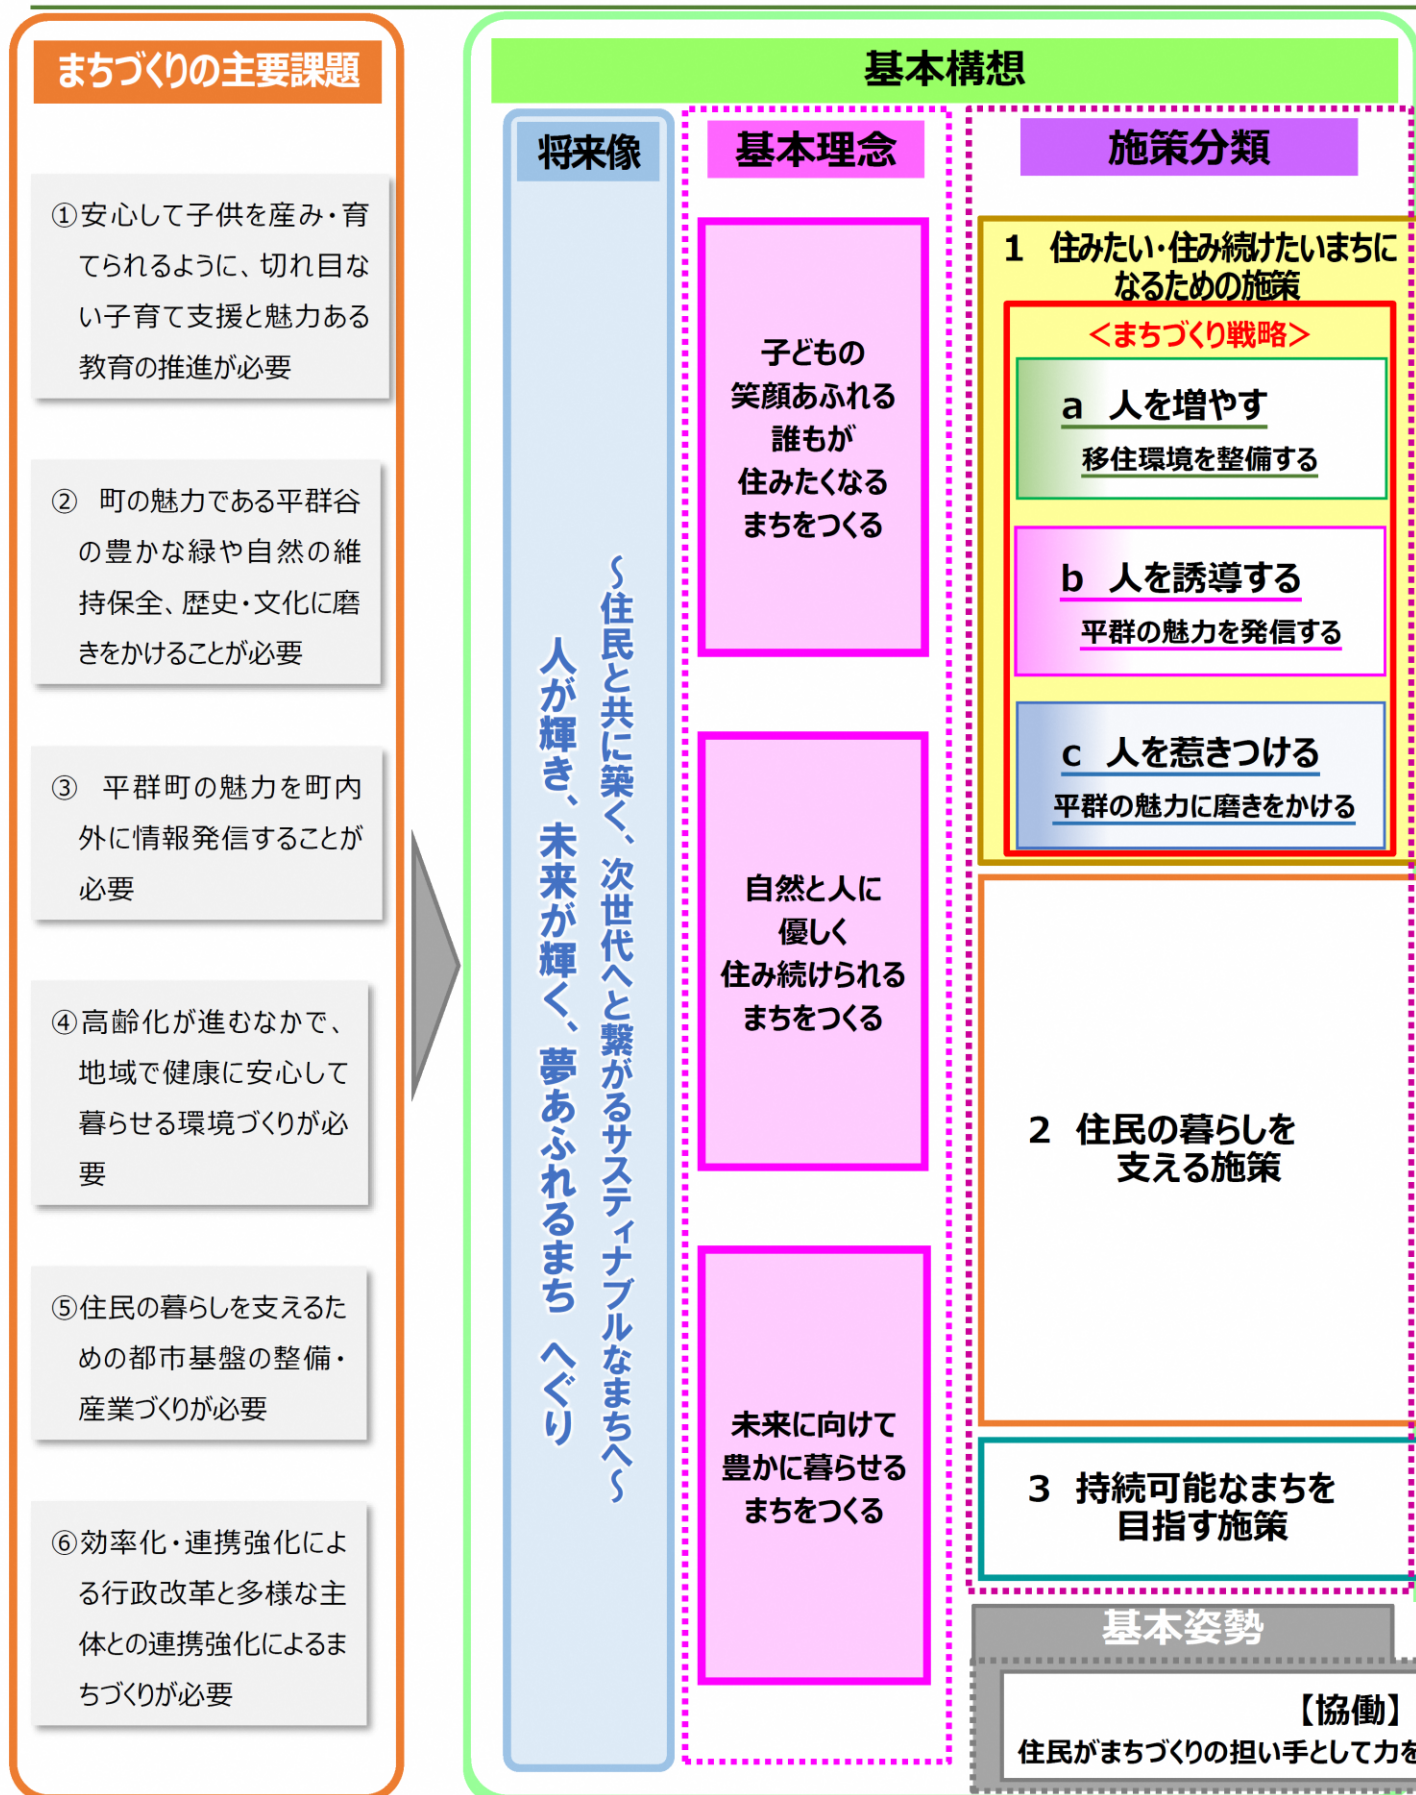 まちづくりの主要課題
①安心して子供を産み・育
てられるように、切れ目な
い子育て支援と魅力ある
教育の推進が必要
② 町の魅力である平群谷
の豊かな緑や自然の維
持保全、歴史・文化に磨
きをかけることが必要
③ 平群町の魅力を町内
外に情報発信することが
必要
④高齢化が進むなかで、
地域で健康に安心して
暮らせる環境づくりが必
要
⑤住民の暮らしを支えるた
めの都市基盤の整備・
産業づくりが必要
⑥効率化・連携強化によ
る行政改革と多様な主
体との連携強化によるま
ちづくりが必要
基本構想
将来像
～住民と共に築く、次世代へと繋がるサスティナブルなまちへ～
人が輝き、未来が輝く、夢あふれるまち へぐり
基本理念
子どもの
笑顔あふれる
誰もが
住みたくなる
まちをつくる
自然と人に
優しく
住み続けられる
まちをつくる
未来に向けて
豊かに暮らせる
まちをつくる
施策分類
1 住みたい・住み続けたいまちに
なるための施策
＜まちづくり戦略＞
a 人を増やす
移住環境を整備する
b 人を誘導する
平群の魅力を発信する
c 人を惹きつける
平群の魅力に磨きをかける
2 住民の暮らしを
支える施策
3 持続可能なまちを
目指す施策
基本姿勢
【協働】
住民がまちづくりの担い手として力を